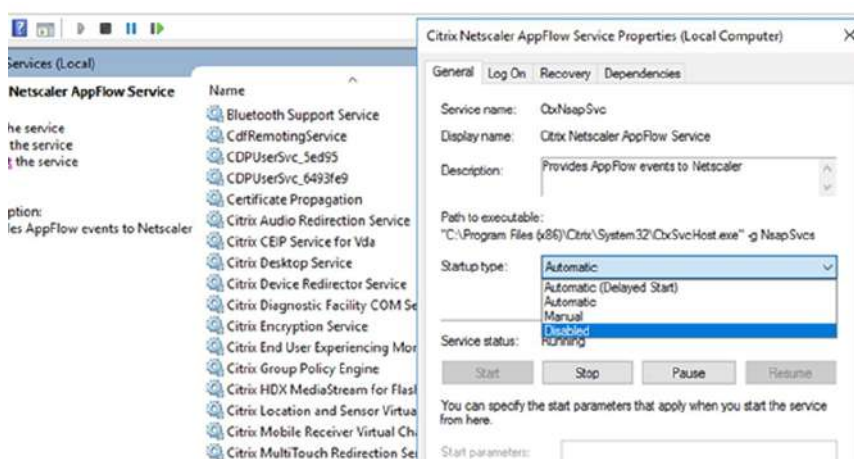 Services (Local)
Netscaler AppFlow Service
he service
the service
the service
ption:
es AppFlow events to Netscaler
Name
Bluetooth Support Service
CdfRemotingService
CDPUserSvc_5ed95
CDPUserSvc_6493fe9
Certificate Propagation
Citrix Audio Redirection Service
Citrix CEIP Service for Vda
Citrix Desktop Service
Citrix Device Redirector Service
Citrix Diagnostic Facility COM Se
Citrix Encryption Service
Citrix End User Experiencing Mor
Citrix Group Policy Engine
Citrix HDX MediaStream for Flash
Citrix Location and Sensor Virtua
Citrix Mobile Receiver Virtual Cha
Citrix MultiTouch Redirection Se
Citrix Netscaler AppFlow Service Properties (Local Computer)
General Log On Recovery Dependencies
Service name: CtxNsapSvc
Display name: Citrix Netscaler AppFlow Service
Description: Provides AppFlow events to Netscaler
Path to executable:
"C:\Program Files (x86)\Citrix\System32\CtxSvcHost.exe" -g NsapSvcs
Startup type: Automatic
Automatic (Delayed Start)
Automatic
Manual
Disabled
Service status: Running
Start Stop Pause Resume
You can specify the start parameters that apply when you start the service
from here.
Start parameters: